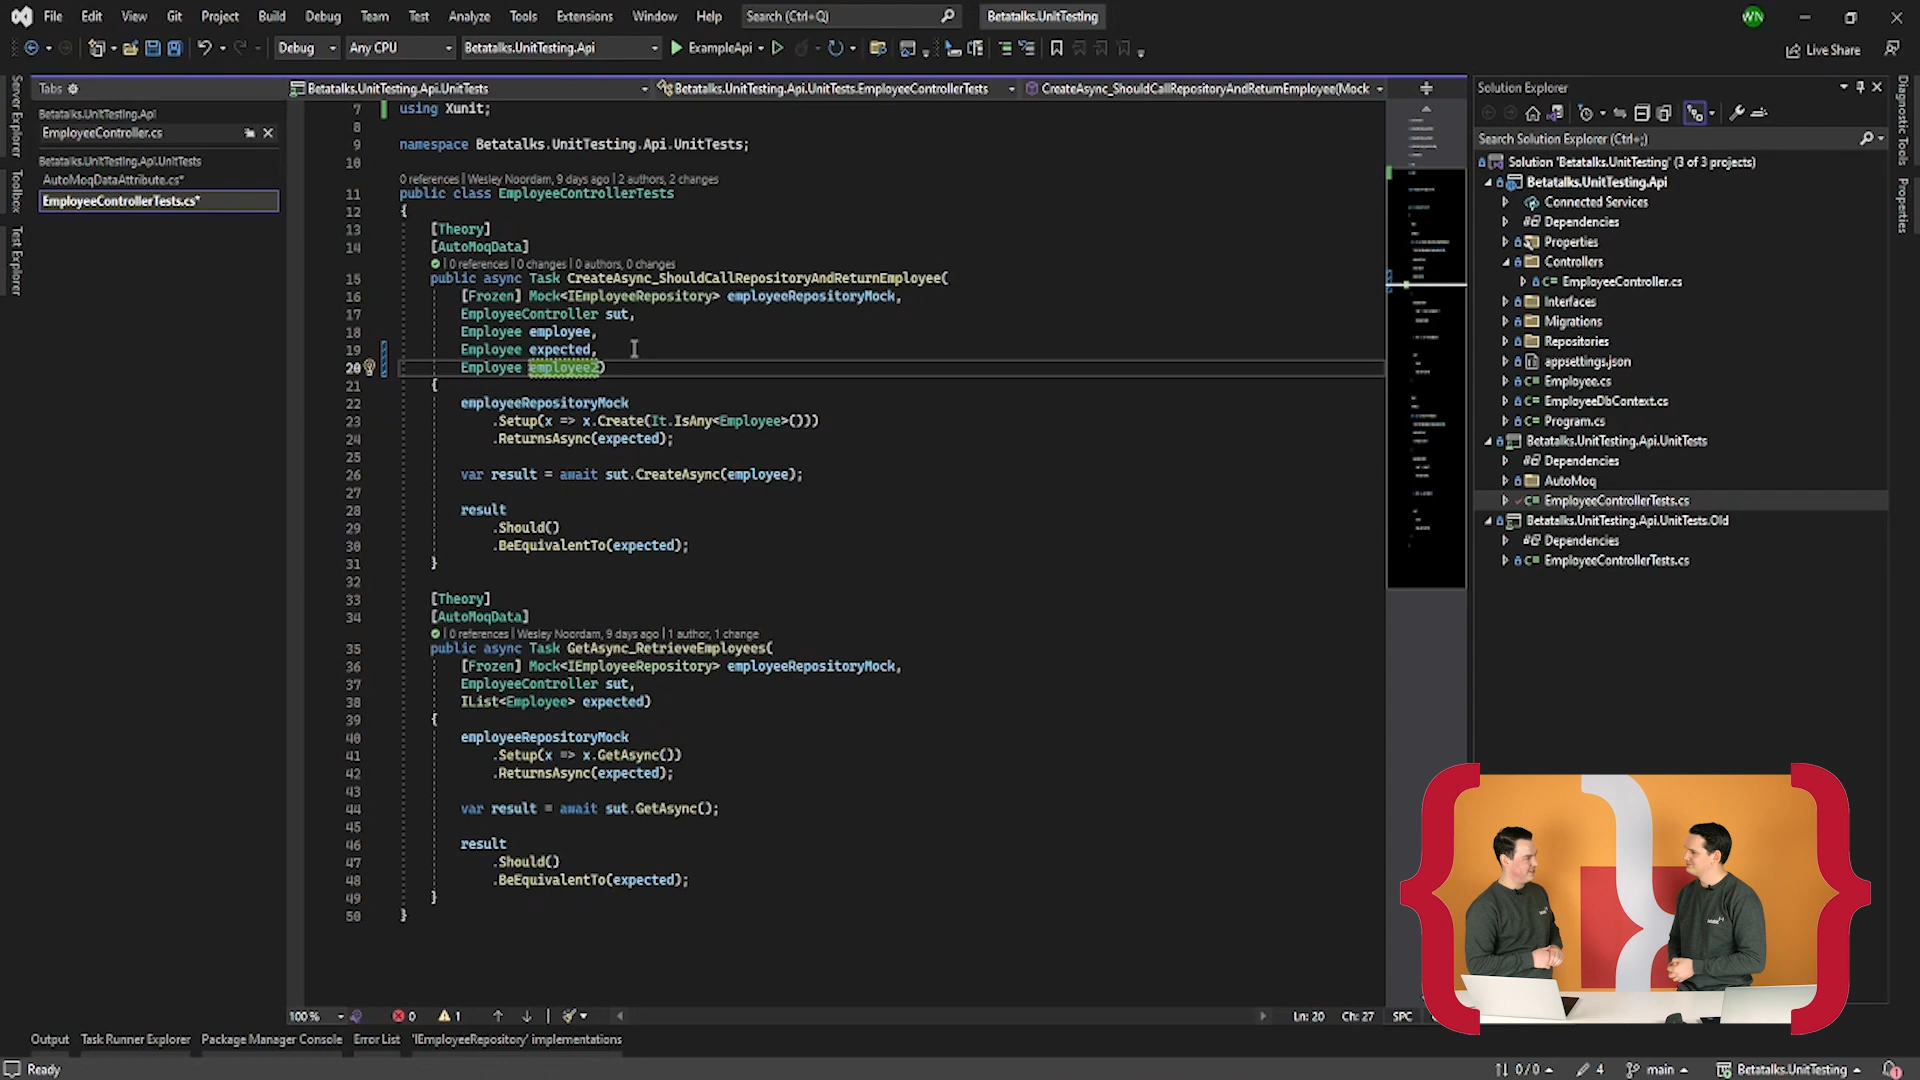 File Edit View Git Project Build Debug Team Test Analyze Tools Extensions Window Help Search (Ctrl+Q) Betatalks.UnitTesting WN
Debug Any CPU Betatalks.UnitTesting.Api ExampleApi Live Share
Server Explorer
Toolbox
Test Explorer
Tabs
Betatalks.UnitTesting.Api
EmployeeController.cs
Betatalks.UnitTesting.Api.UnitTests
AutoMoqDataAttribute.cs*
EmployeeControllerTests.cs*
Betatalks.UnitTesting.Api.UnitTests Betatalks.UnitTesting.Api.UnitTests.EmployeeControllerTests CreateAsync_ShouldCallRepositoryAndReturnEmployee(Mock
7 using Xunit;
8
9 namespace Betatalks.UnitTesting.Api.UnitTests;
10
0 references | Wesley Noordam, 9 days ago | 2 authors, 2 changes
11 public class EmployeeControllerTests
12 {
13 [Theory]
14 [AutoMoqData]
| 0 references | 0 changes | 0 authors, 0 changes
15 public async Task CreateAsync_ShouldCallRepositoryAndReturnEmployee(
16 [Frozen] Mock<IEmployeeRepository> employeeRepositoryMock,
17 EmployeeController sut,
18 Employee employee,
19 Employee expected,
20 Employee employee2)
21 {
22 employeeRepositoryMock
23 .Setup(x => x.Create(It.IsAny<Employee>()))
24 .ReturnsAsync(expected);
25
26 var result = await sut.CreateAsync(employee);
27
28 result
29 .Should()
30 .BeEquivalentTo(expected);
31 }
32
33 [Theory]
34 [AutoMoqData]
| 0 references | Wesley Noordam, 9 days ago | 1 author, 1 change
35 public async Task GetAsync_RetrieveEmployees(
36 [Frozen] Mock<IEmployeeRepository> employeeRepositoryMock,
37 EmployeeController sut,
38 IList<Employee> expected)
39 {
40 employeeRepositoryMock
41 .Setup(x => x.GetAsync())
42 .ReturnsAsync(expected);
43
44 var result = await sut.GetAsync();
45
46 result
47 .Should()
48 .BeEquivalentTo(expected);
49 }
50 }
100 % 0 1 Ln: 20 Ch: 27 SPC
Solution Explorer
Search Solution Explorer (Ctrl+;)
Solution 'Betatalks.UnitTesting' (3 of 3 projects)
Betatalks.UnitTesting.Api
Connected Services
Dependencies
Properties
Controllers
C# EmployeeController.cs
Interfaces
Migrations
Repositories
appsettings.json
C# Employee.cs
C# EmployeeDbContext.cs
C# Program.cs
Betatalks.UnitTesting.Api.UnitTests
Dependencies
AutoMoq
C# EmployeeControllerTests.cs
Betatalks.UnitTesting.Api.UnitTests.Old
Dependencies
C# EmployeeControllerTests.cs
Diagnostic Tools
Properties
Output Task Runner Explorer Package Manager Console Error List 'IEmployeeRepository' implementations
Ready 0 / 0 4 main Betatalks.UnitTesting 1